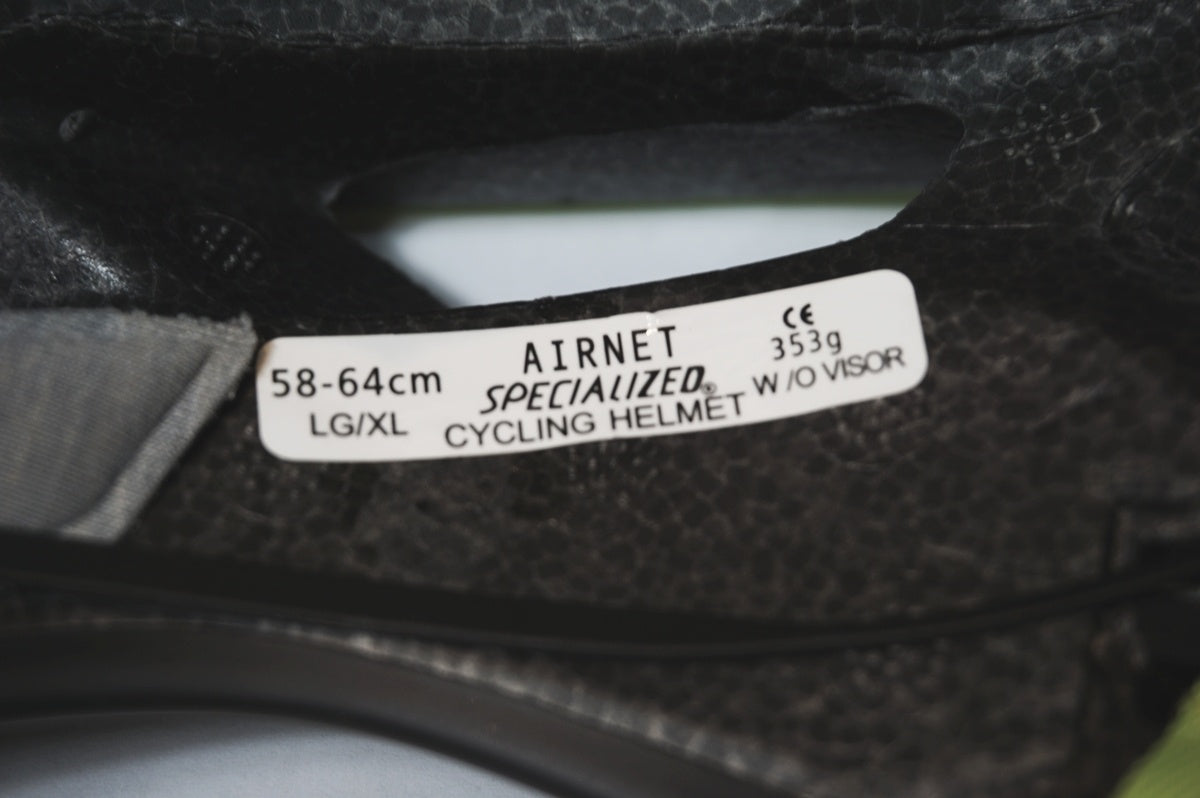 58-64cm
LG/XL
AIRNET
SPECIALIZED®
CYCLING HELMET
CE
353g
W/O VISOR